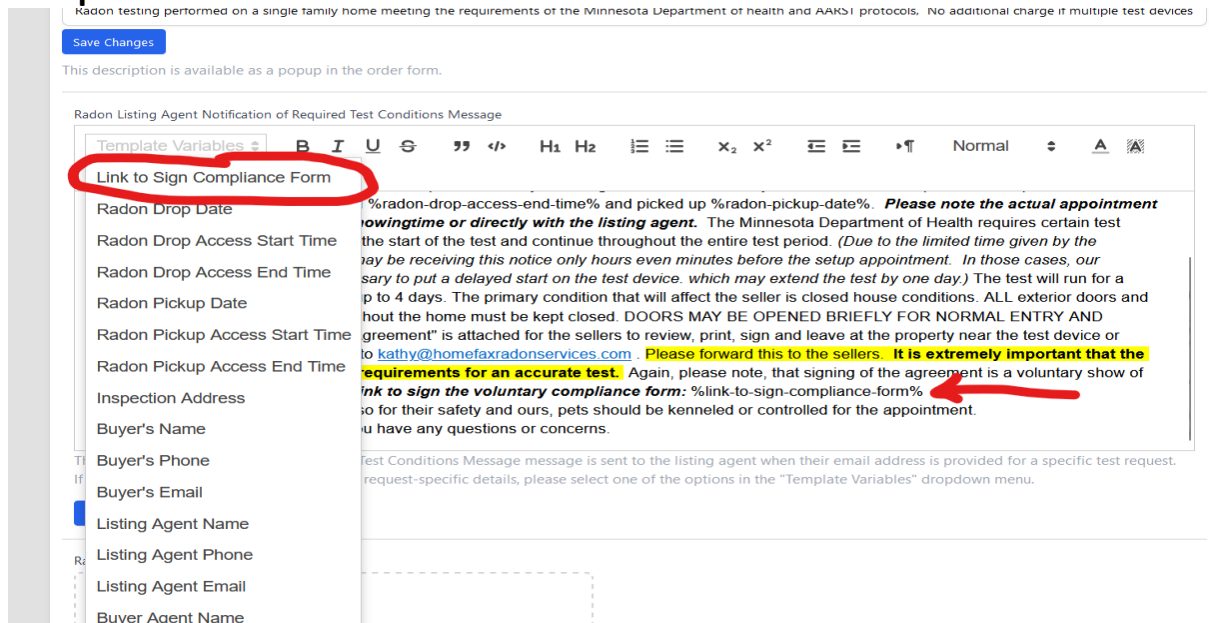 Radon testing performed on a single family home meeting the requirements of the Minnesota Department of health and AARST protocols, No additional charge if multiple test devices
Save Changes
This description is available as a popup in the order form.
Radon Listing Agent Notification of Required Test Conditions Message
Template Variables B I U S ” </> H1 H2 x₂ x² ¶ Normal A A
Link to Sign Compliance Form
Radon Drop Date
Radon Drop Access Start Time
Radon Drop Access End Time
Radon Pickup Date
Radon Pickup Access Start Time
Radon Pickup Access End Time
Inspection Address
Buyer's Name
Buyer's Phone
Buyer's Email
Listing Agent Name
Listing Agent Phone
Listing Agent Email
Buyer Agent Name
%radon-drop-access-end-time% and picked up %radon-pickup-date%. Please note the actual appointment
owingtime or directly with the listing agent. The Minnesota Department of Health requires certain test
the start of the test and continue throughout the entire test period. (Due to the limited time given by the
ay be receiving this notice only hours even minutes before the setup appointment. In those cases, our
sary to put a delayed start on the test device. which may extend the test by one day.) The test will run for a
p to 4 days. The primary condition that will affect the seller is closed house conditions. ALL exterior doors and
hout the home must be kept closed. DOORS MAY BE OPENED BRIEFLY FOR NORMAL ENTRY AND
greement" is attached for the sellers to review, print, sign and leave at the property near the test device or
to kathy@homefaxradonservices.com . Please forward this to the sellers. It is extremely important that the
requirements for an accurate test. Again, please note, that signing of the agreement is a voluntary show of
ink to sign the voluntary compliance form: %link-to-sign-compliance-form%
so for their safety and ours, pets should be kenneled or controlled for the appointment.
u have any questions or concerns.
Test Conditions Message message is sent to the listing agent when their email address is provided for a specific test request.
If
request-specific details, please select one of the options in the "Template Variables" dropdown menu.